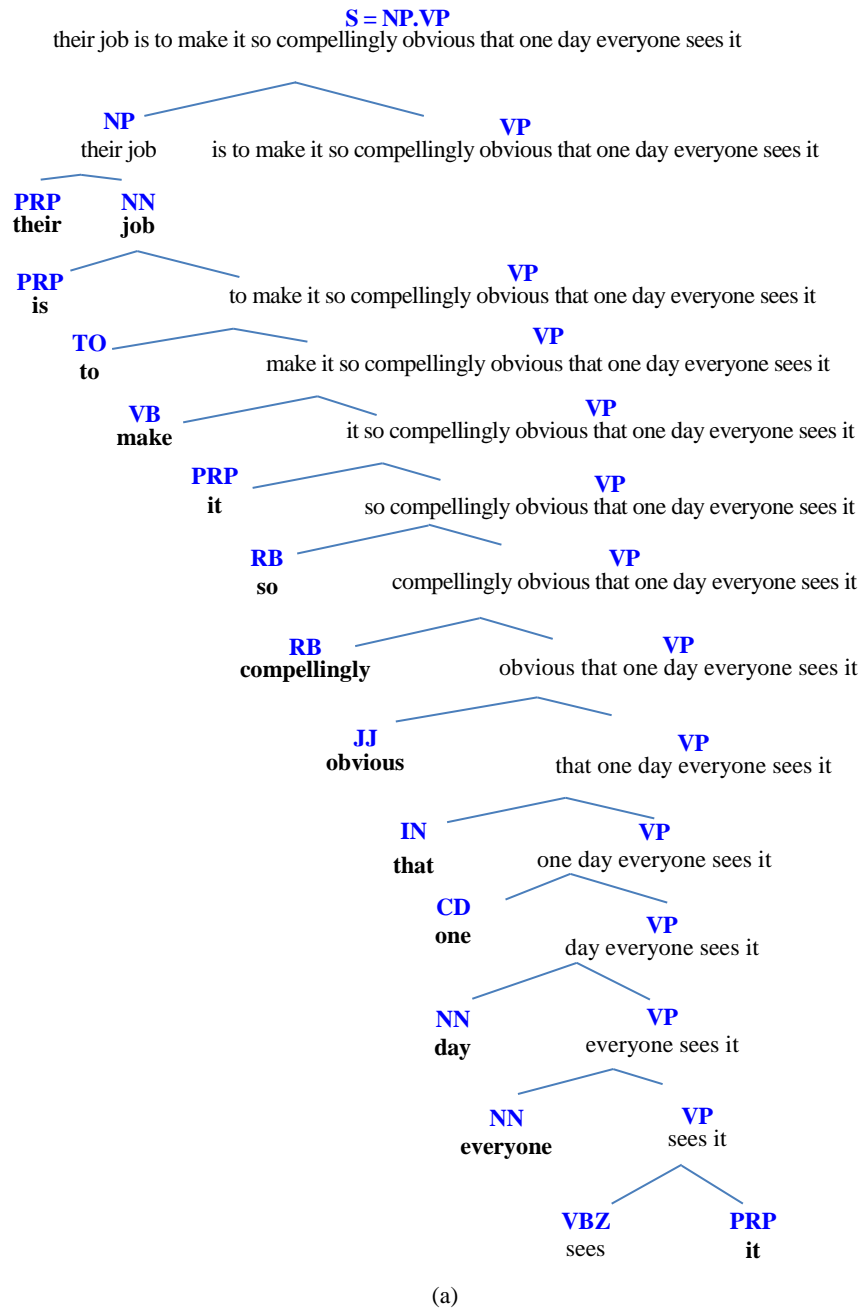 S = NP.VP
their job is to make it so compellingly obvious that one day everyone sees it
NP VP
their job is to make it so compellingly obvious that one day everyone sees it
PRP NN
their job
PRP VP
is to make it so compellingly obvious that one day everyone sees it
TO VP
to make it so compellingly obvious that one day everyone sees it
VB VP
make it so compellingly obvious that one day everyone sees it
PRP VP
it so compellingly obvious that one day everyone sees it
RB VP
so compellingly obvious that one day everyone sees it
RB VP
compellingly obvious that one day everyone sees it
JJ VP
obvious that one day everyone sees it
IN VP
that one day everyone sees it
CD VP
one day everyone sees it
NN VP
day everyone sees it
NN VP
everyone sees it
VBZ PRP
sees it
(a)